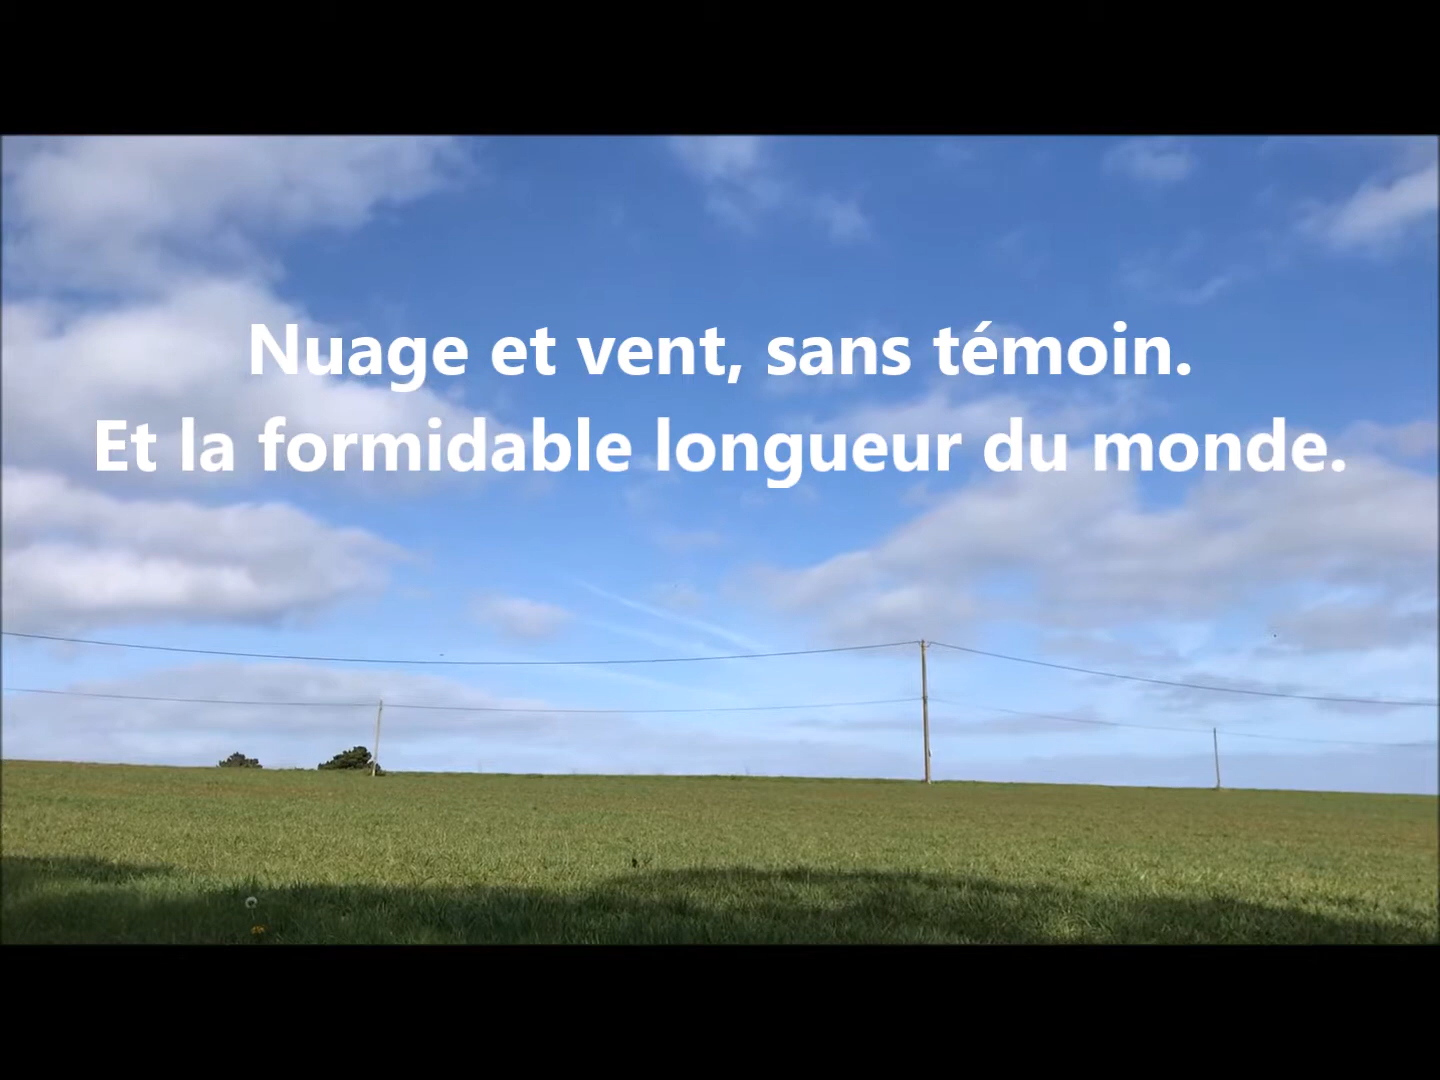 Nuage et vent, sans témoin.
Et la formidable longueur du monde.